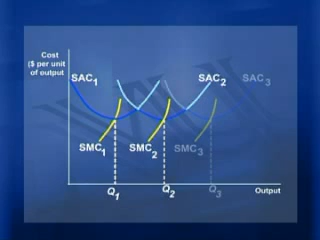 Cost
($ per unit
of output
SAC1
SAC2
SAC3
SMC1
SMC2
SMC3
Q1
Q2
Q3
Output